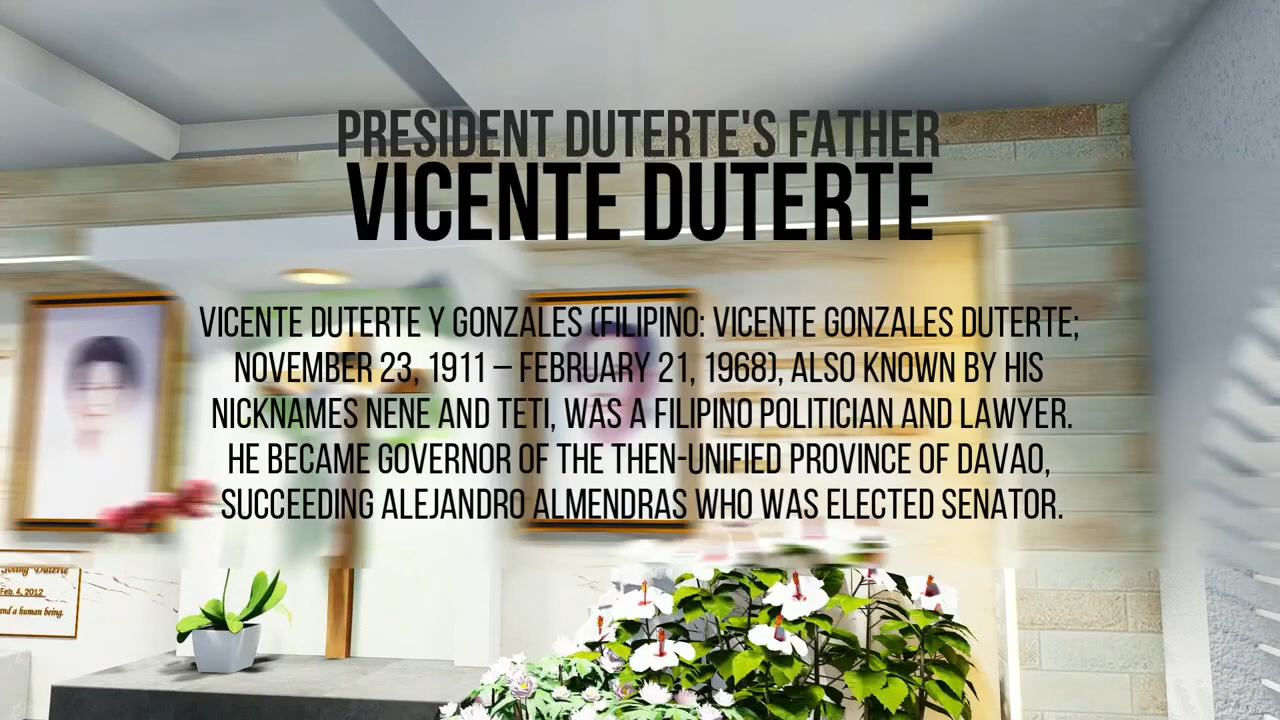 PRESIDENT DUTERTE'S FATHER
VICENTE DUTERTE
VICENTE DUTERTE Y GONZALES (FILIPINO: VICENTE GONZALES DUTERTE;
NOVEMBER 23, 1911 – FEBRUARY 21, 1968), ALSO KNOWN BY HIS
NICKNAMES NENE AND TETI, WAS A FILIPINO POLITICIAN AND LAWYER.
HE BECAME GOVERNOR OF THE THEN-UNIFIED PROVINCE OF DAVAO,
SUCCEEDING ALEJANDRO ALMENDRAS WHO WAS ELECTED SENATOR.
Duterte
Feb. 4, 2012
and a human being.